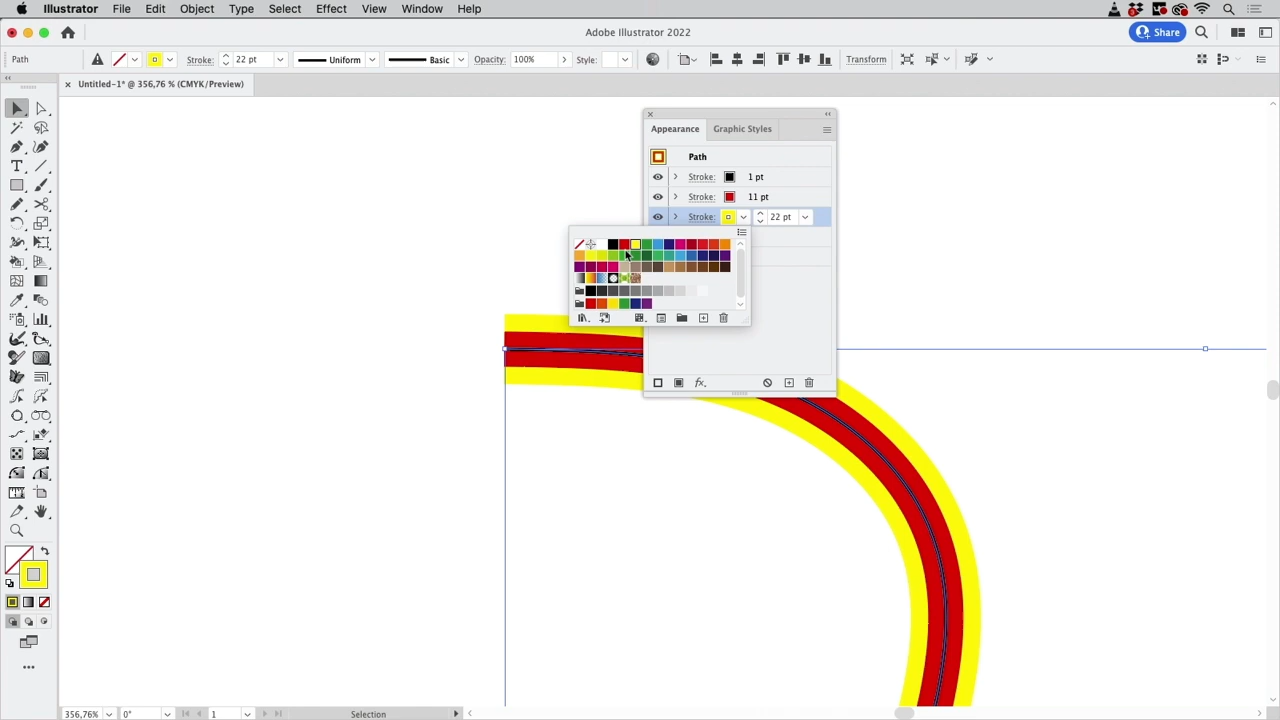 Illustrator File Edit Object Type Select Effect View Window Help
Adobe Illustrator 2022
Share
Path Stroke: 22 pt Uniform Basic Opacity: 100% Style: Transform
Untitled-1* @ 356,76 % (CMYK/Preview)
Appearance Graphic Styles
Path
Stroke: 1 pt
Stroke: 11 pt
Stroke: 22 pt
fx.
356,76% 0° 1 Selection